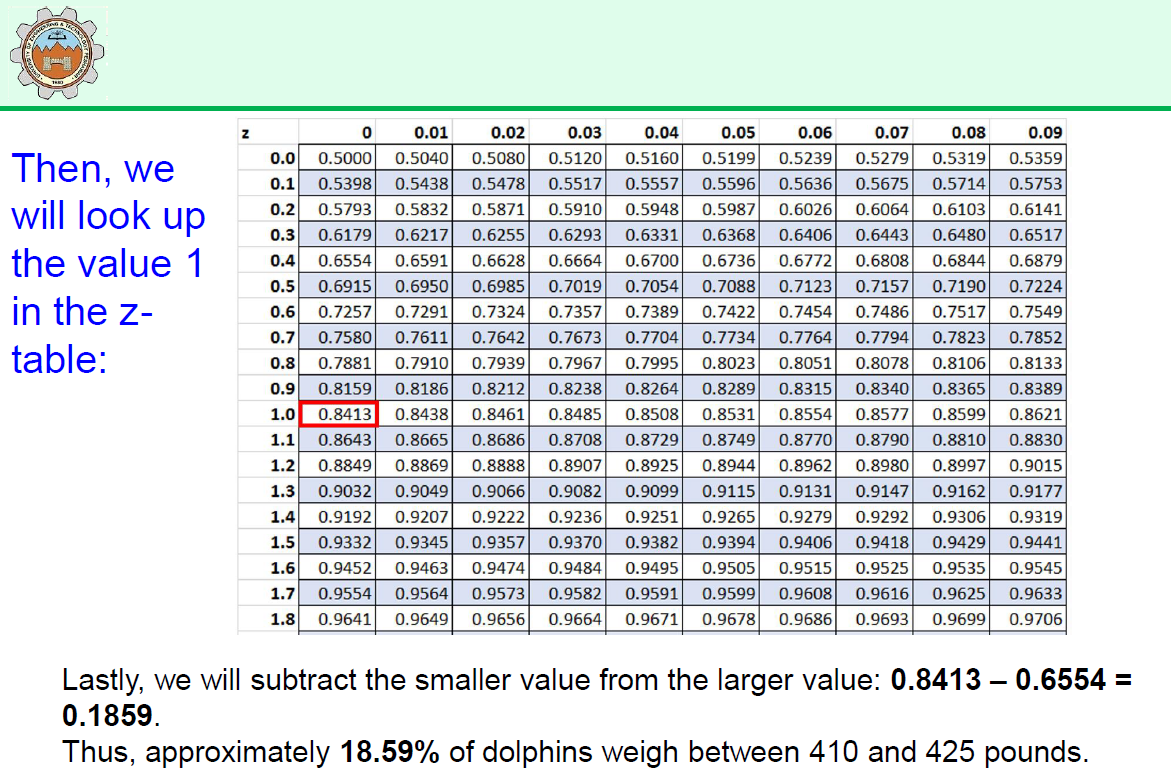 Then, we
will look up
the value 1
in the z-
table:
z 0 0.01 0.02 0.03 0.04 0.05 0.06 0.07 0.08 0.09
0.0 0.5000 0.5040 0.5080 0.5120 0.5160 0.5199 0.5239 0.5279 0.5319 0.5359
0.1 0.5398 0.5438 0.5478 0.5517 0.5557 0.5596 0.5636 0.5675 0.5714 0.5753
0.2 0.5793 0.5832 0.5871 0.5910 0.5948 0.5987 0.6026 0.6064 0.6103 0.6141
0.3 0.6179 0.6217 0.6255 0.6293 0.6331 0.6368 0.6406 0.6443 0.6480 0.6517
0.4 0.6554 0.6591 0.6628 0.6664 0.6700 0.6736 0.6772 0.6808 0.6844 0.6879
0.5 0.6915 0.6950 0.6985 0.7019 0.7054 0.7088 0.7123 0.7157 0.7190 0.7224
0.6 0.7257 0.7291 0.7324 0.7357 0.7389 0.7422 0.7454 0.7486 0.7517 0.7549
0.7 0.7580 0.7611 0.7642 0.7673 0.7704 0.7734 0.7764 0.7794 0.7823 0.7852
0.8 0.7881 0.7910 0.7939 0.7967 0.7995 0.8023 0.8051 0.8078 0.8106 0.8133
0.9 0.8159 0.8186 0.8212 0.8238 0.8264 0.8289 0.8315 0.8340 0.8365 0.8389
1.0 0.8413 0.8438 0.8461 0.8485 0.8508 0.8531 0.8554 0.8577 0.8599 0.8621
1.1 0.8643 0.8665 0.8686 0.8708 0.8729 0.8749 0.8770 0.8790 0.8810 0.8830
1.2 0.8849 0.8869 0.8888 0.8907 0.8925 0.8944 0.8962 0.8980 0.8997 0.9015
1.3 0.9032 0.9049 0.9066 0.9082 0.9099 0.9115 0.9131 0.9147 0.9162 0.9177
1.4 0.9192 0.9207 0.9222 0.9236 0.9251 0.9265 0.9279 0.9292 0.9306 0.9319
1.5 0.9332 0.9345 0.9357 0.9370 0.9382 0.9394 0.9406 0.9418 0.9429 0.9441
1.6 0.9452 0.9463 0.9474 0.9484 0.9495 0.9505 0.9515 0.9525 0.9535 0.9545
1.7 0.9554 0.9564 0.9573 0.9582 0.9591 0.9599 0.9608 0.9616 0.9625 0.9633
1.8 0.9641 0.9649 0.9656 0.9664 0.9671 0.9678 0.9686 0.9693 0.9699 0.9706
Lastly, we will subtract the smaller value from the larger value: 0.8413 – 0.6554 =
0.1859.
Thus, approximately 18.59% of dolphins weigh between 410 and 425 pounds.